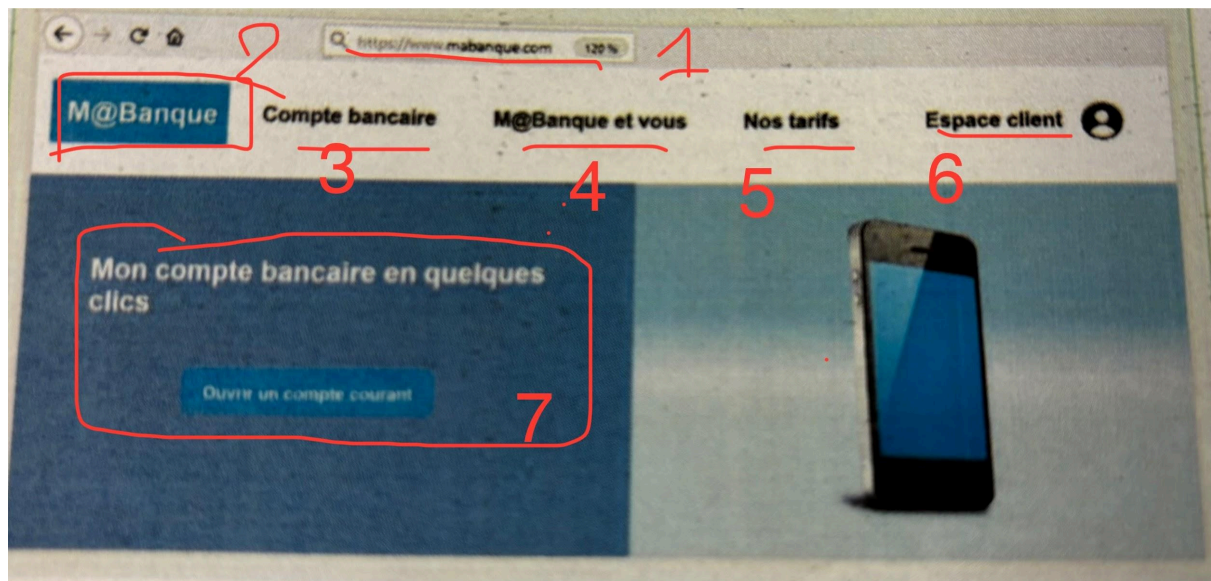 https://www.mabanque.com 120 % 1
2
M@Banque Compte bancaire M@Banque et vous Nos tarifs Espace client
3 4 5 6
Mon compte bancaire en quelques
clics
Ouvrir un compte courant
7